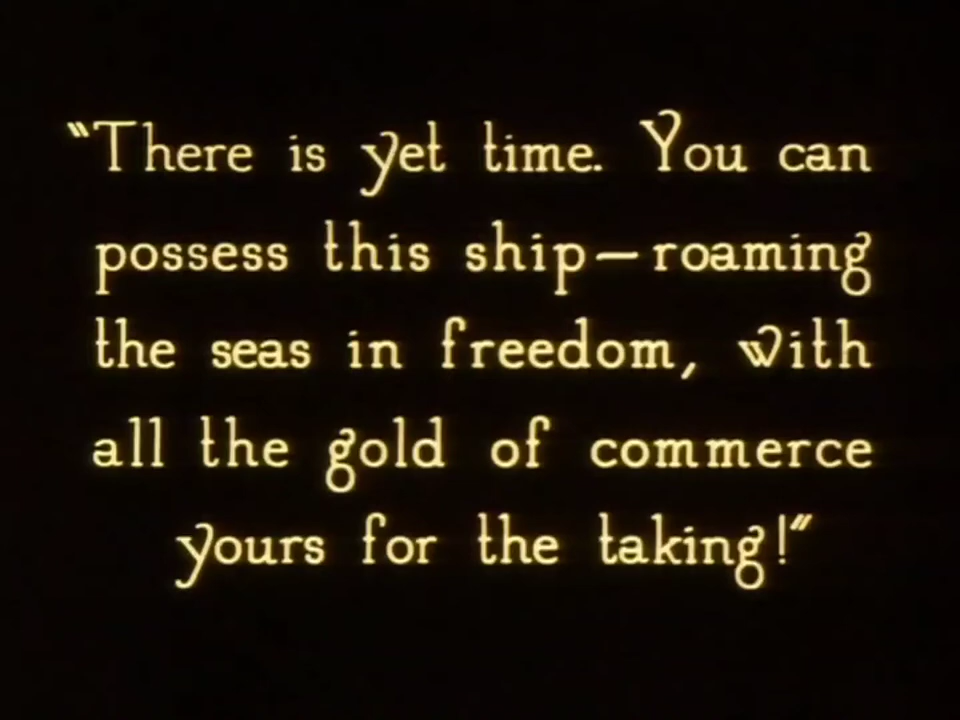 “There is yet time. You can
possess this ship—roaming
the seas in freedom, with
all the gold of commerce
yours for the taking!”